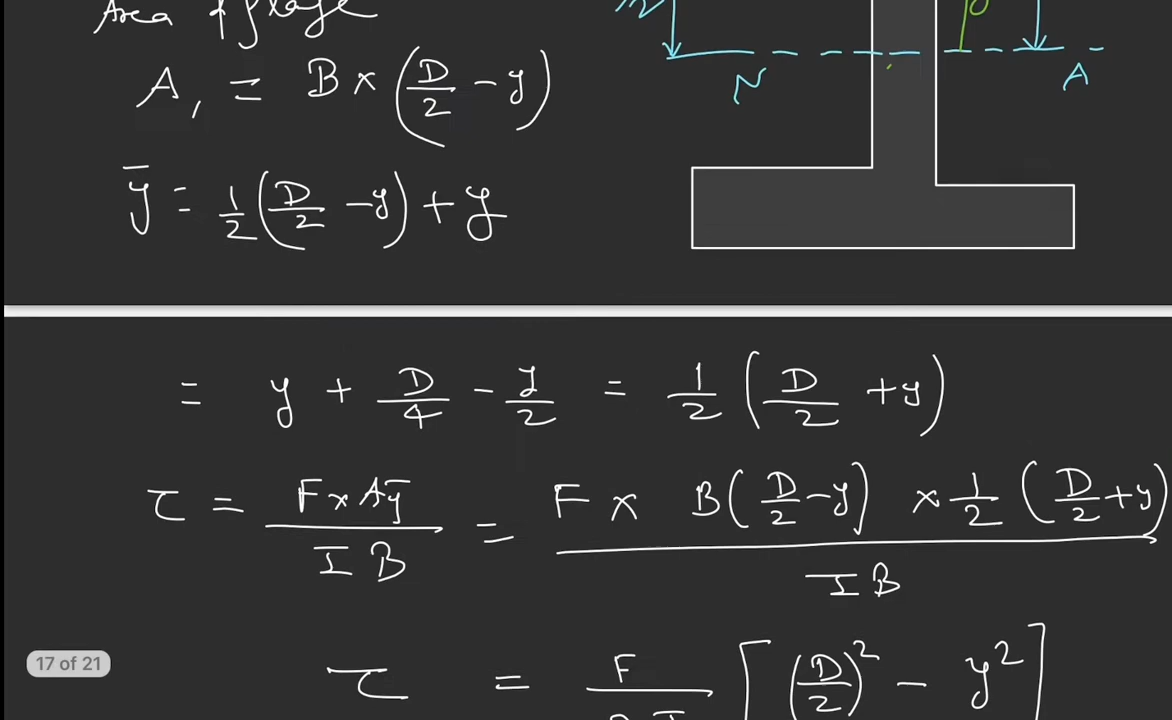 Area of flange
A₁ = B × (D/2 - y)
ȳ = 1/2 (D/2 - y) + y
N A
= y + D/4 - y/2 = 1/2 (D/2 + y)
τ = F × Aȳ / I B = F × B (D/2 - y) × 1/2 (D/2 + y) / I B
17 of 21
τ = F / 2I [(D/2)² - y²]